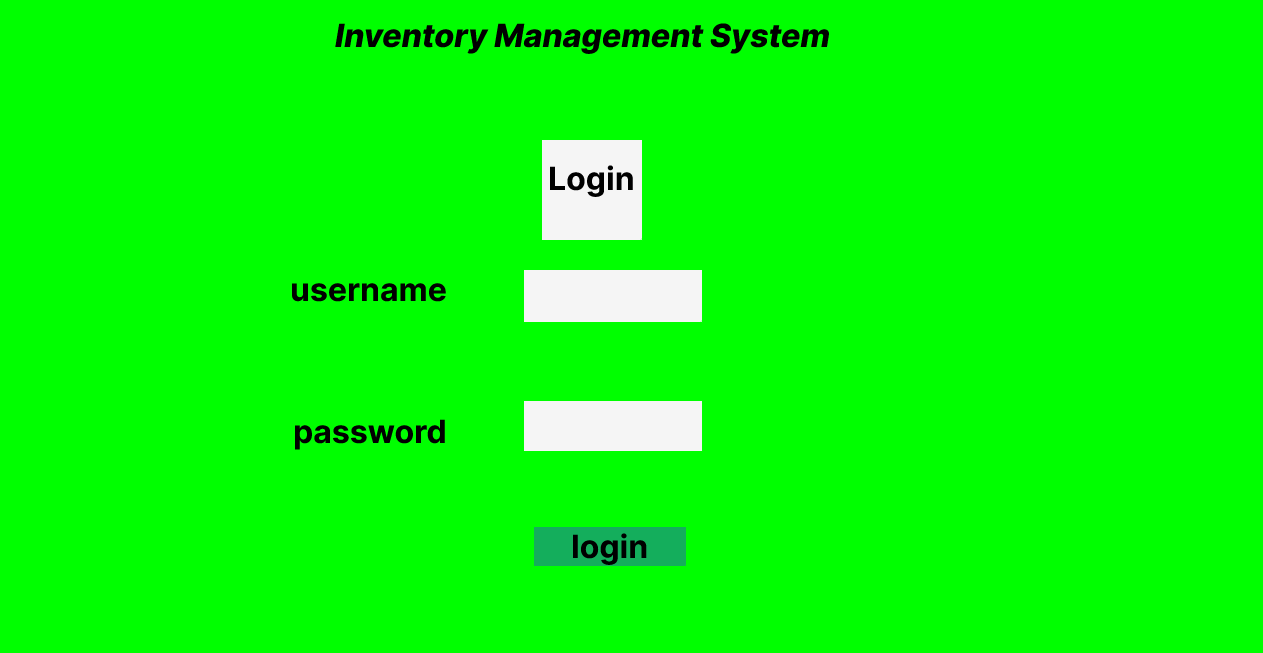 Inventory Management System
Login
username
password
login